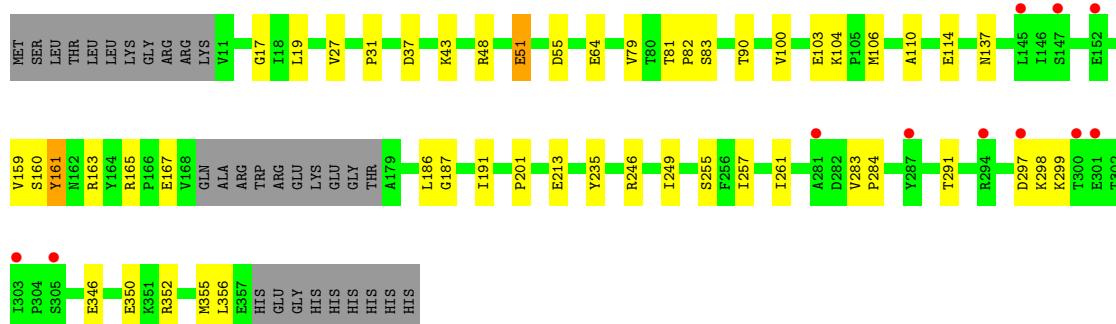 MET SER LEU THR LEU LEU LYS GLY ARG ARG LYS V11 G17 I18 L19 V27 P31 D37 K43 R48 E51 D55 E64 V79 T80 T81 P82 S83 T90 V100 E103 K104 P105 M106 A110 E114 N137 L145 I146 S147 E152
V159 S160 Y161 N162 R163 Y164 R165 P166 E167 V168 GLN ALA ARG TRP ARG GLU LYS GLU GLY THR A179 L186 G187 I191 P201 E213 Y235 R246 I249 S255 F256 I257 I261 A281 D282 V283 P284 Y287 T291 R294 D297 K298 K299 T300 E301 T302
I303 P304 S305 E346 E350 K351 R352 M355 L356 E357 HIS GLU GLY HIS HIS HIS HIS HIS HIS